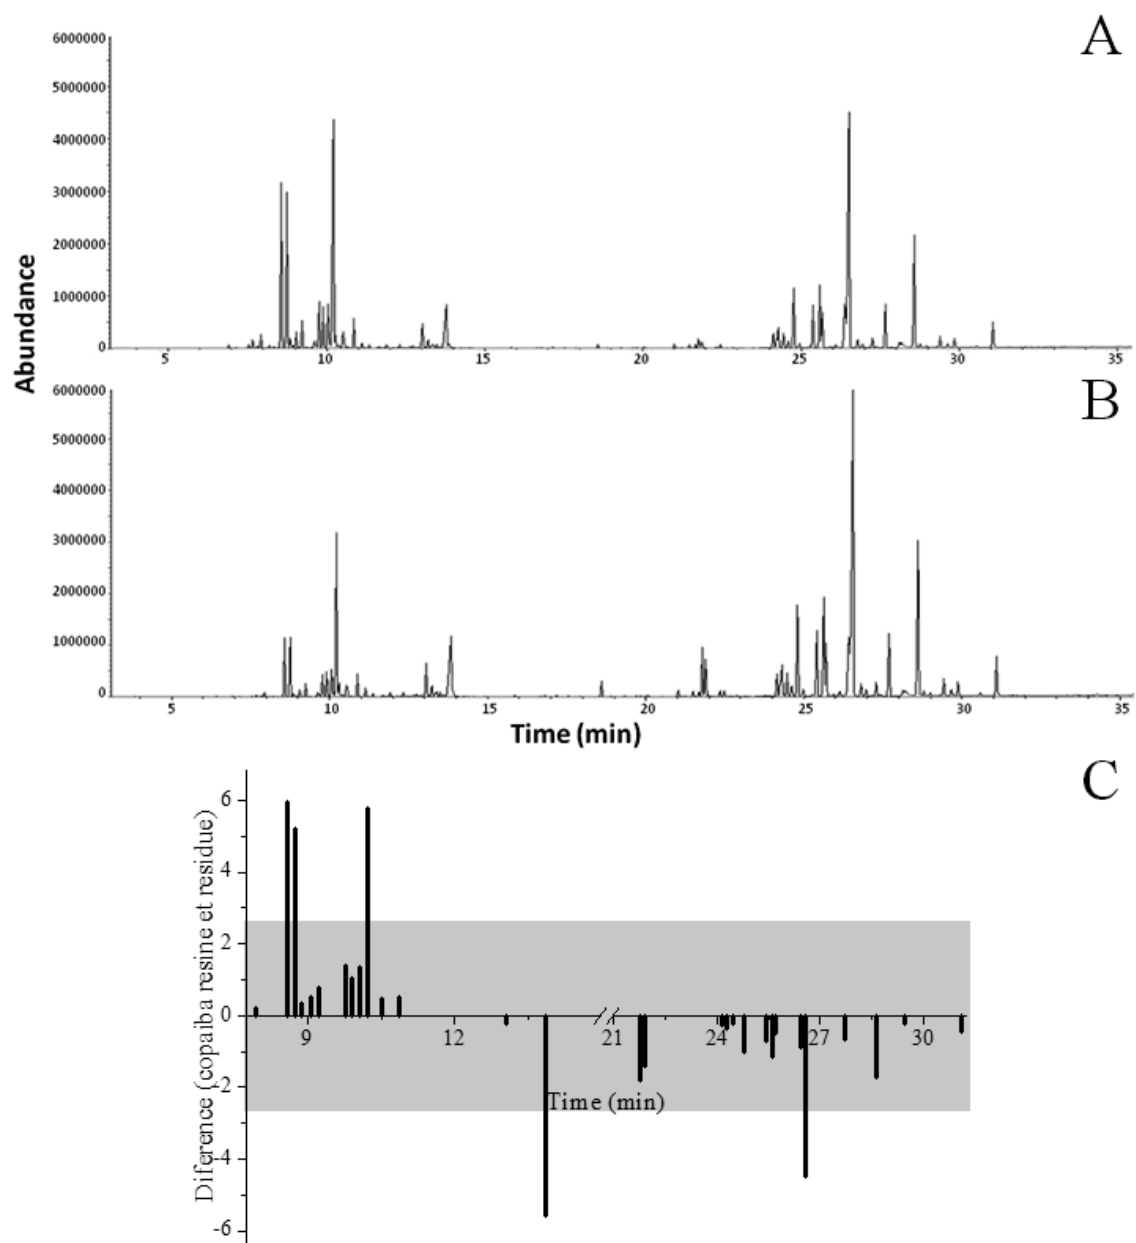 A
6000000
5000000
4000000
3000000
2000000
1000000
0
5 10 15 20 25 30 35
Abundance
B
6000000
5000000
4000000
3000000
2000000
1000000
0
5 10 15 20 25 30 35
Time (min)
C
Diference (copaiba resine et residue)
6
4
2
0
-2
-4
-6
9 12 21 24 27 30
Time (min)